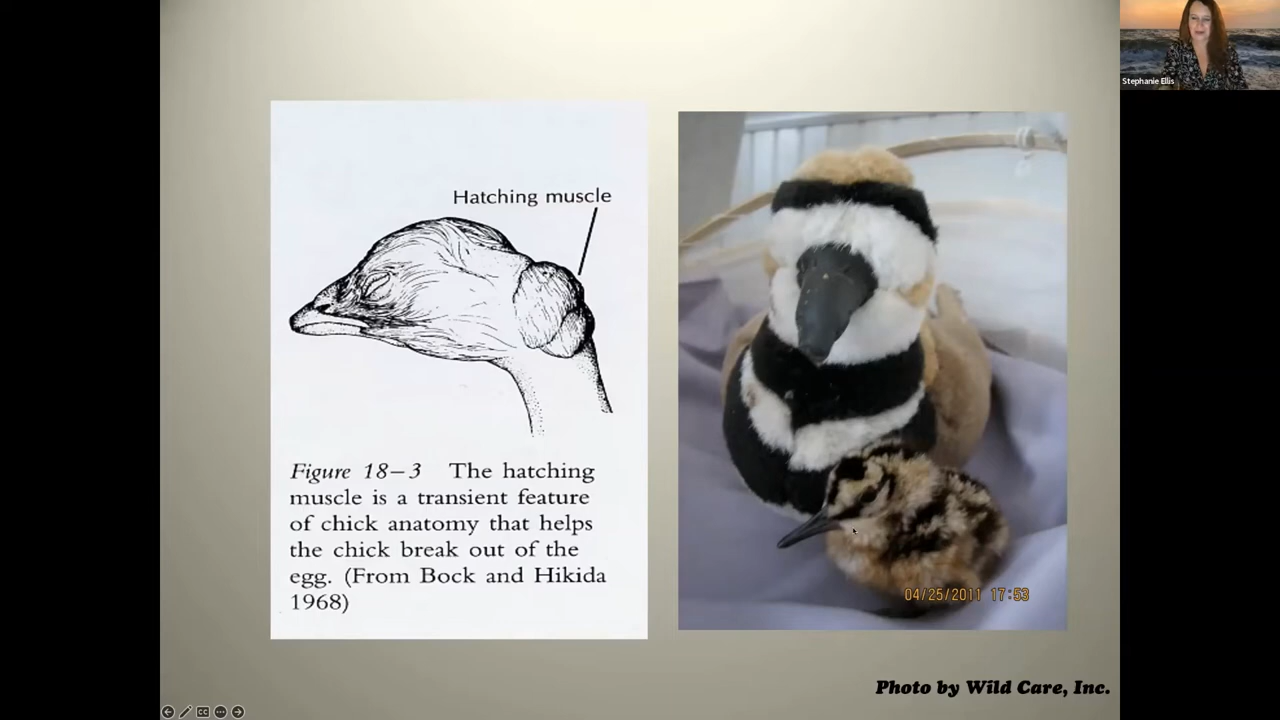 Stephanie Ellis
Hatching muscle
Figure 18–3 The hatching
muscle is a transient feature
of chick anatomy that helps
the chick break out of the
egg. (From Bock and Hikida
1968)
04/25/2011 17:53
Photo by Wild Care, Inc.